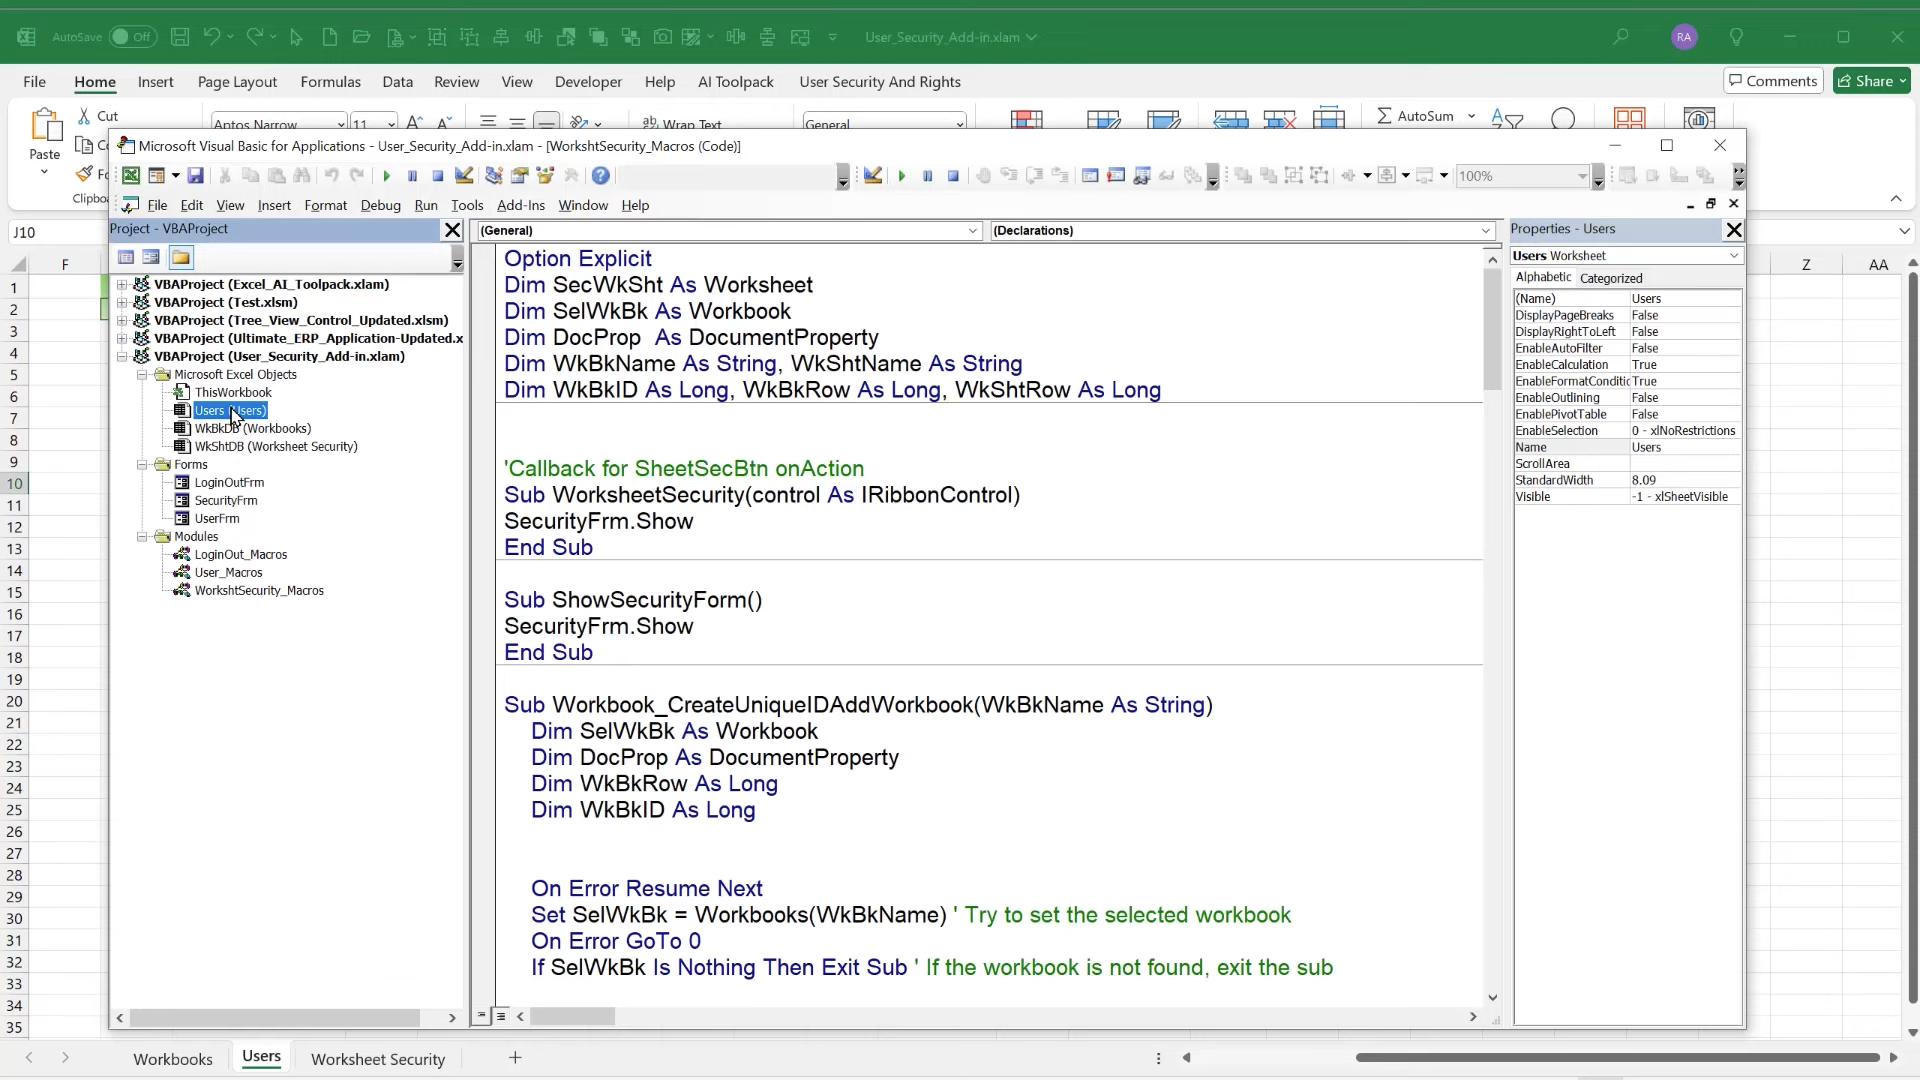 AutoSave Off User_Security_Add-in.xlam RA
File Home Insert Page Layout Formulas Data Review View Developer Help AI Toolpack User Security And Rights Comments Share
Cut
Aptos Narrow 11 Wrap Text General AutoSum
Paste
Microsoft Visual Basic for Applications - User_Security_Add-in.xlam - [WorkshtSecurity_Macros (Code)]
100%
Clipbo
File Edit View Insert Format Debug Run Tools Add-Ins Window Help
J10
Project - VBAProject
(General) (Declarations)
Properties - Users
Users Worksheet
Alphabetic Categorized
F Z AA
VBAProject (Excel_AI_Toolpack.xlam)
VBAProject (Test.xlsm)
VBAProject (Tree_View_Control_Updated.xlsm)
VBAProject (Ultimate_ERP_Application-Updated.x
VBAProject (User_Security_Add-in.xlam)
Microsoft Excel Objects
ThisWorkbook
Users (Users)
WkBkDB (Workbooks)
WkShtDB (Worksheet Security)
Forms
LoginOutFrm
SecurityFrm
UserFrm
Modules
LoginOut_Macros
User_Macros
WorkshtSecurity_Macros
Option Explicit
Dim SecWkSht As Worksheet
Dim SelWkBk As Workbook
Dim DocProp As DocumentProperty
Dim WkBkName As String, WkShtName As String
Dim WkBkID As Long, WkBkRow As Long, WkShtRow As Long
'Callback for SheetSecBtn onAction
Sub WorksheetSecurity(control As IRibbonControl)
SecurityFrm.Show
End Sub
Sub ShowSecurityForm()
SecurityFrm.Show
End Sub
Sub Workbook_CreateUniqueIDAddWorkbook(WkBkName As String)
Dim SelWkBk As Workbook
Dim DocProp As DocumentProperty
Dim WkBkRow As Long
Dim WkBkID As Long
On Error Resume Next
Set SelWkBk = Workbooks(WkBkName) ' Try to set the selected workbook
On Error GoTo 0
If SelWkBk Is Nothing Then Exit Sub ' If the workbook is not found, exit the sub
(Name) Users
DisplayPageBreaks False
DisplayRightToLeft False
EnableAutoFilter False
EnableCalculation True
EnableFormatConditic True
EnableOutlining False
EnablePivotTable False
EnableSelection 0 - xlNoRestrictions
Name Users
ScrollArea
StandardWidth 8.09
Visible -1 - xlSheetVisible
1
2
3
4
5
6
7
8
9
10
11
12
13
14
15
16
17
18
19
20
21
22
23
24
25
26
27
28
29
30
31
32
33
34
35
Workbooks Users Worksheet Security